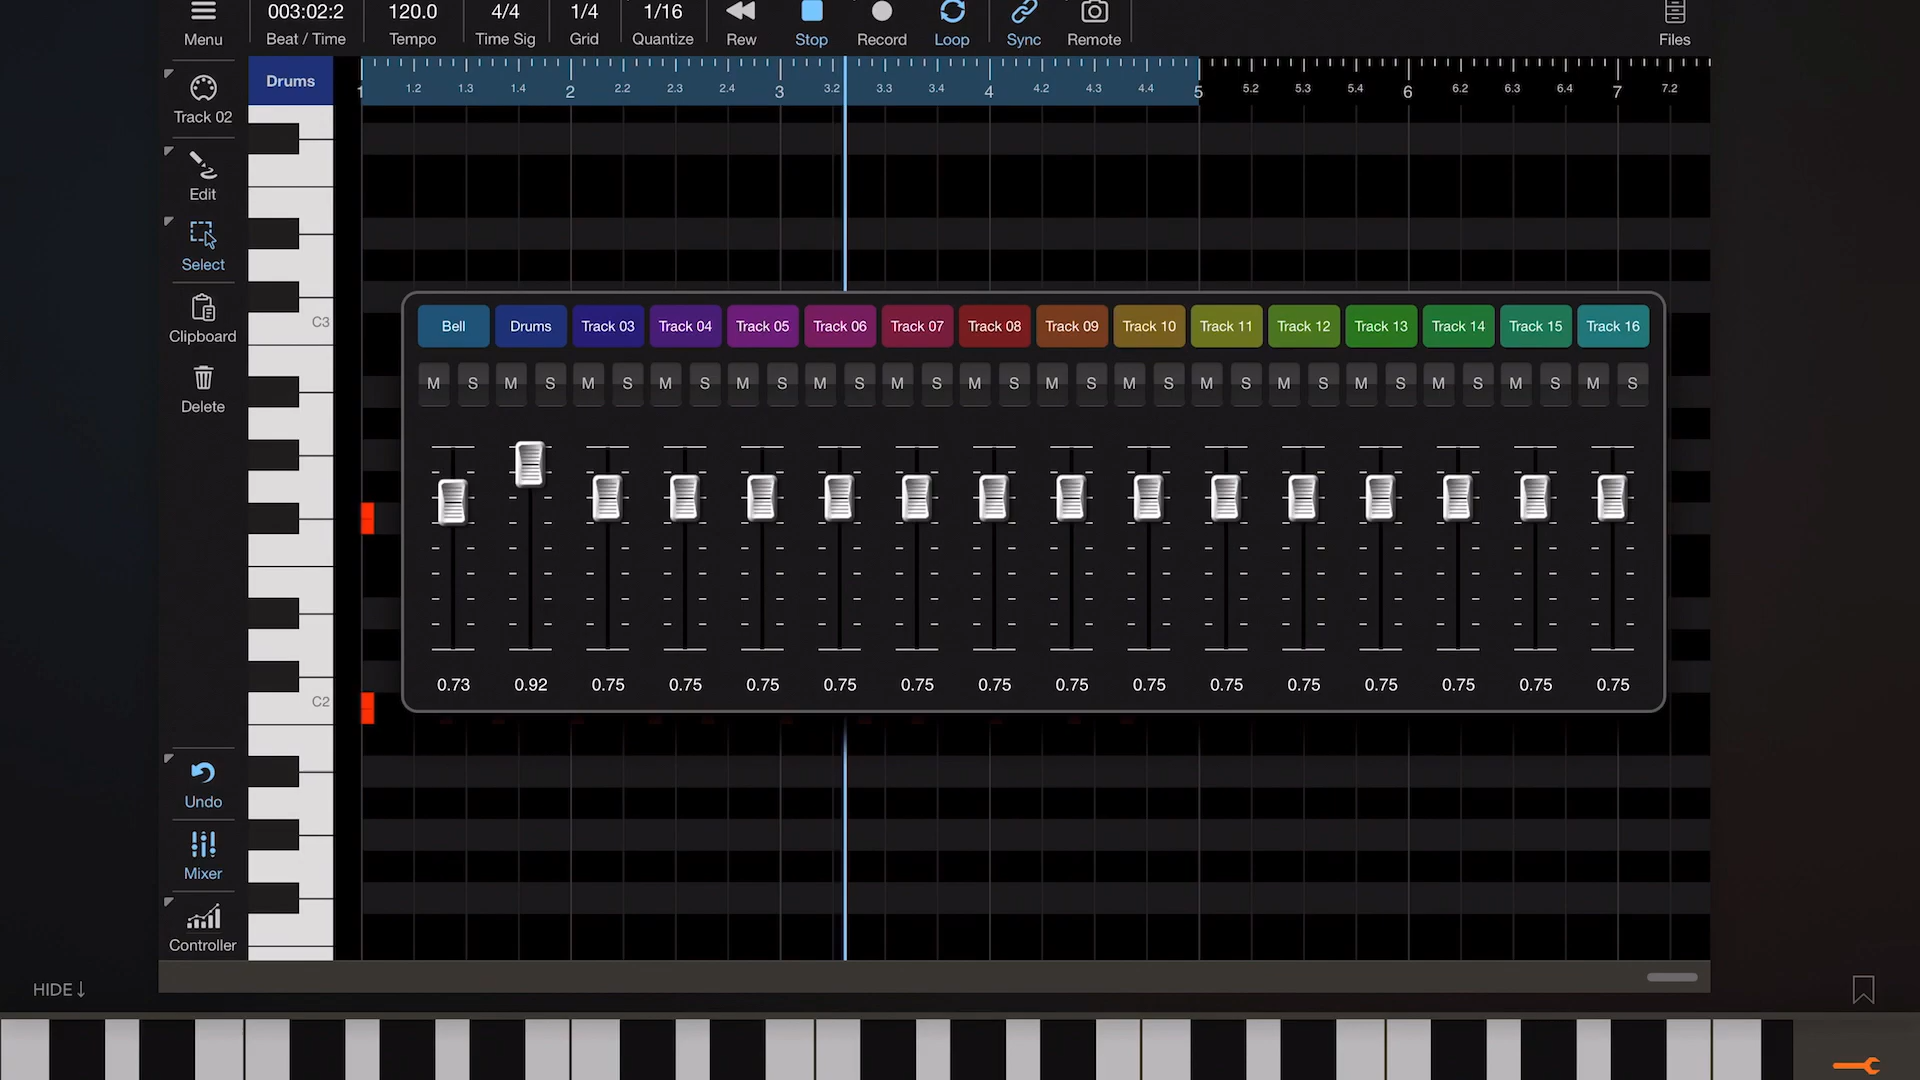 003:02:2 120.0 4/4 1/4 1/16
Menu Beat / Time Tempo Time Sig Grid Quantize Rew Stop Record Loop Sync Remote Files
Drums
1 1.2 1.3 1.4 2 2.2 2.3 2.4 3 3.2 3.3 3.4 4 4.2 4.3 4.4 5 5.2 5.3 5.4 6 6.2 6.3 6.4 7 7.2
Track 02
Edit
Select
Clipboard
Delete
C3
C2
Bell Drums Track 03 Track 04 Track 05 Track 06 Track 07 Track 08 Track 09 Track 10 Track 11 Track 12 Track 13 Track 14 Track 15 Track 16
M S M S M S M S M S M S M S M S M S M S M S M S M S M S M S M S
0.73 0.92 0.75 0.75 0.75 0.75 0.75 0.75 0.75 0.75 0.75 0.75 0.75 0.75 0.75 0.75
Undo
Mixer
Controller
HIDE↓